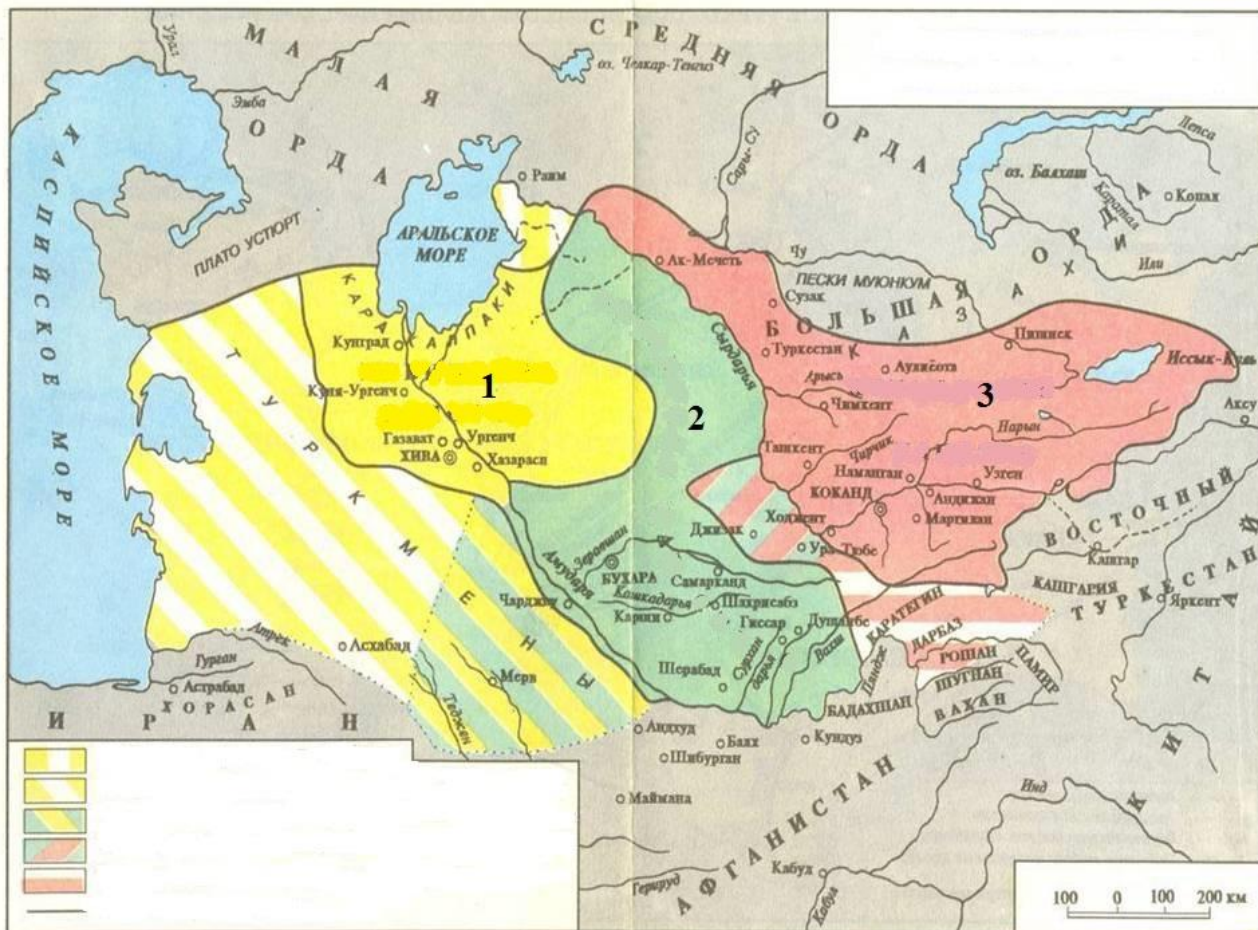 МАЛАЯ ОРДА
СРЕДНЯЯ ОРДА
Урал
Эмба
оз. Челкар-Тенгиз
Сары-Су
Лепса
оз. Балхаш
Каратал
Копал
Или
КАСПИЙСКОЕ МОРЕ
ПЛАТО УСТЮРТ
АРАЛЬСКОЕ
МОРЕ
Раим
Ак-Мечеть
Чу
ПЕСКИ МУЮНКУМ
Сузак
БОЛЬШАЯ ОРДА
КАЗАХИ
КАРАКАЛПАКИ
Кунград
Куня-Ургенч
1
Газават
Ургенч
ХИВА
Хазарасп
2
Сырдарья
Туркестан
Арысь
Чимкент
Пишпек
Иссык-Куль
3
Нарын
Аксу
Ташкент
Чирчик
Наманган
Узген
КОКАНД
Андижан
Маргилан
Ходжент
Джизак
Ура-Тюбе
ВОСТОЧНЫЙ
ТУРКЕСТАН
Кашгар
КАШГАРИЯ
Яркент
ТУРКМЕНЫ
Амударья
Зеравшан
БУХАРА
Самарканд
Чарджоу
Кашкадарья
Шахрисабз
Карши
Гиссар
Душанбе
Шерабад
Сурхан
дарья
Вахш
КАРАТЕГИН
ДАРВАЗ
РОШАН
ШУГНАН
ВАХАН
ПАМИР
Пяндж
БАДАХШАН
Асхабад
Атрек
Гурган
Астрабад
ХОРАСАН
ИРАН
Мерв
Теджен
Андхуд
Балх
Кундуз
Шибурган
Маймана
АФГАНИСТАН
Инд
КИТАЙ
Герируд
Кабул
Кабул
100 0 100 200 км